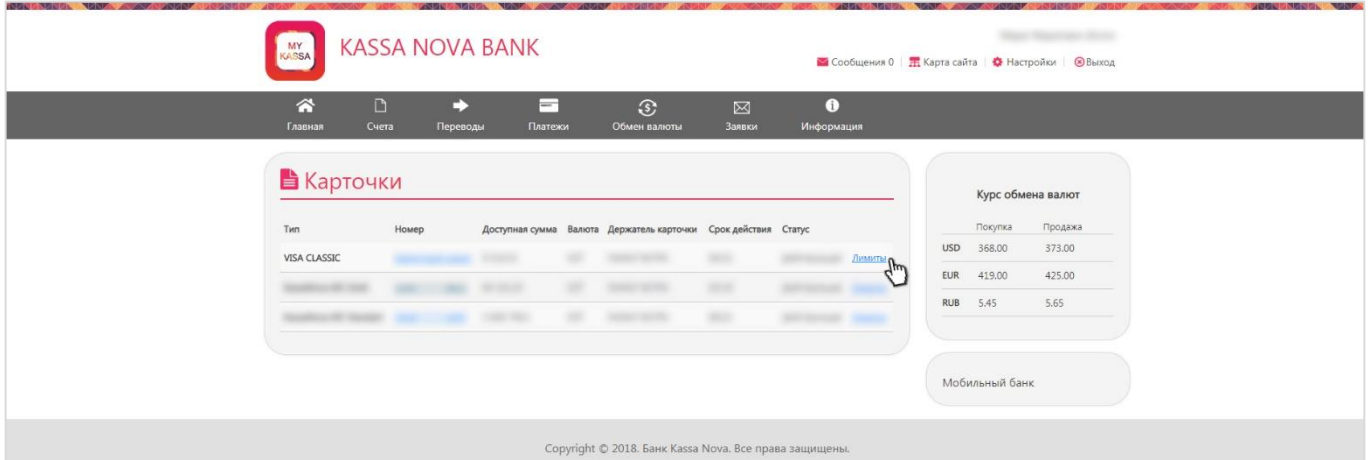 MY
KASSA
KASSA NOVA BANK
Сообщения 0 Карта сайта Настройки Выход
Главная Счета Переводы Платежи Обмен валюты Заявки Информация
Карточки
Тип Номер Доступная сумма Валюта Держатель карточки Срок действия Статус
VISA CLASSIC Лимиты
Курс обмена валют
Покупка Продажа
USD 368.00 373.00
EUR 419.00 425.00
RUB 5.45 5.65
Мобильный банк
Copyright © 2018. Банк Kassa Nova. Все права защищены.